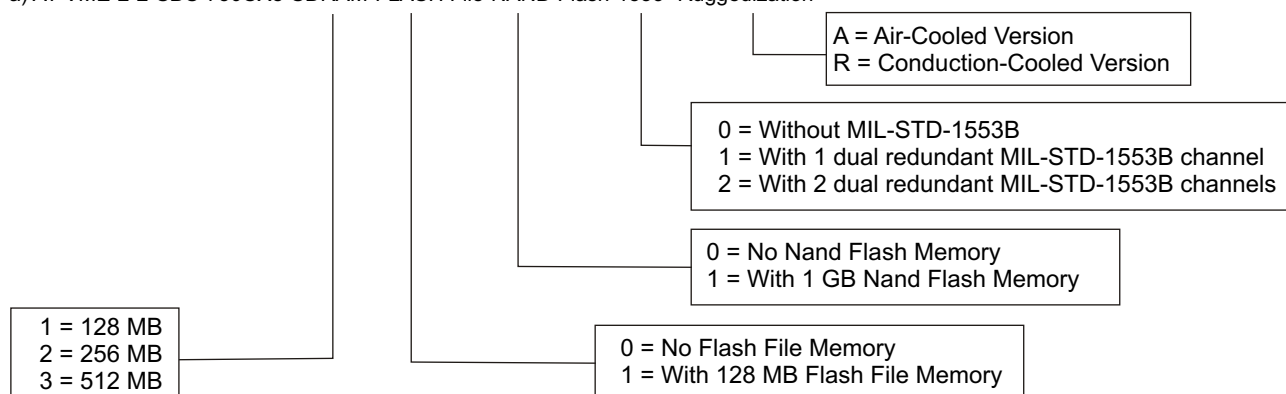 A = Air-Cooled Version
R = Conduction-Cooled Version
0 = Without MIL-STD-1553B
1 = With 1 dual redundant MIL-STD-1553B channel
2 = With 2 dual redundant MIL-STD-1553B channels
0 = No Nand Flash Memory
1 = With 1 GB Nand Flash Memory
1 = 128 MB
2 = 256 MB
3 = 512 MB
0 = No Flash File Memory
1 = With 128 MB Flash File Memory